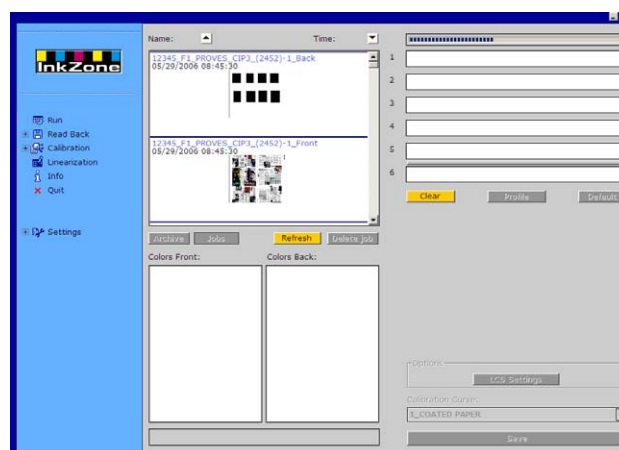 InkZone
Run
Read Back
Calibration
Linearization
Info
Quit
Settings
Name:
Time:
12345_F1_PROVES_CIP3_(2452)-1_Back
05/29/2006 08:45:30
12345_F1_PROVES_CIP3_(2452)-1_Front
05/29/2006 08:45:30
Archive
Jobs
Refresh
Delete job
Colors Front:
Colors Back:
1
2
3
4
5
6
Clear
Profile
Default
Options
LCS Settings
Calibration Curve:
1_COATED PAPER
Save